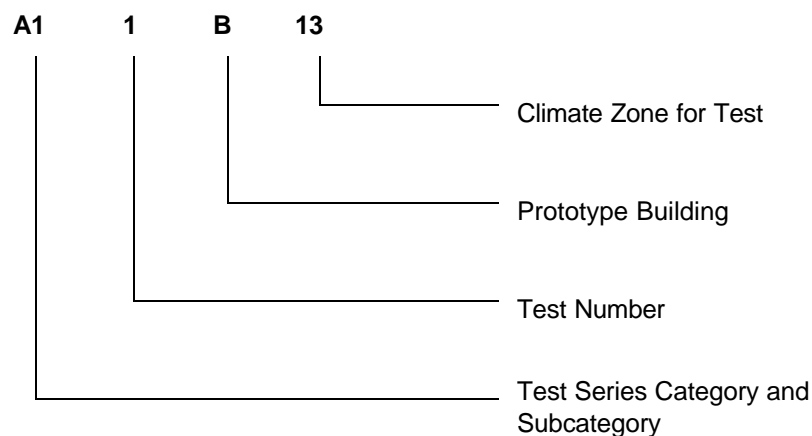 A1 1 B 13
Climate Zone for Test
Prototype Building
Test Number
Test Series Category and
Subcategory